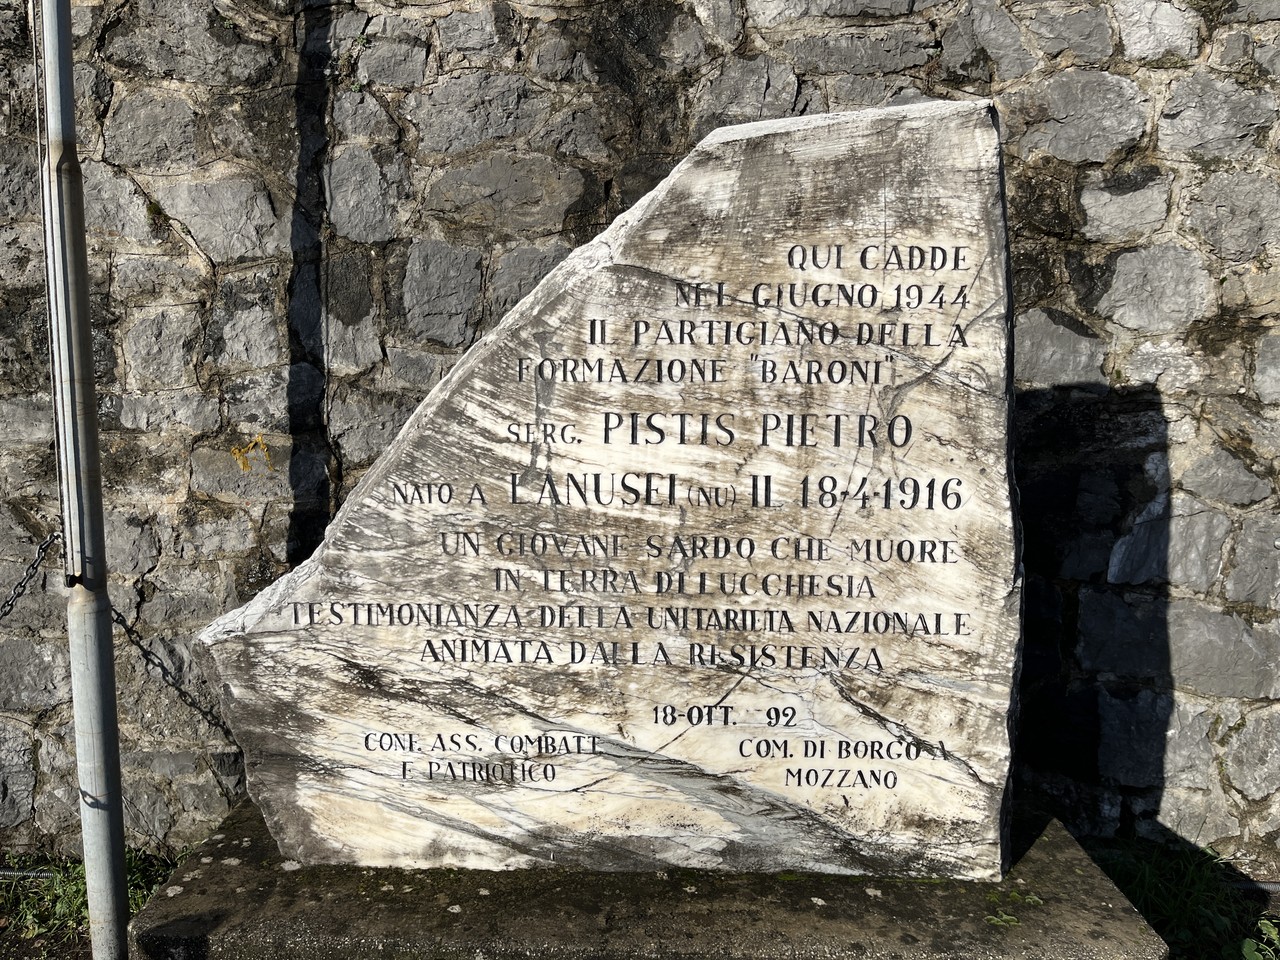 QUI CADDE
NEL GIUGNO 1944
IL PARTIGIANO DELLA
FORMAZIONE "BARONI"
SERG. PISTIS PIETRO
NATO A LANUSEI (NU) IL 18-4-1916
UN GIOVANE SARDO CHE MUORE
IN TERRA DI LUCCHESIA
TESTIMONIANZA DELLA UNITARIETA NAZIONALE
ANIMATA DALLA RESISTENZA
18-OTT. 92
CONF. ASS. COMBATT.
E PATRIOTICO
COM. DI BORGO A
MOZZANO